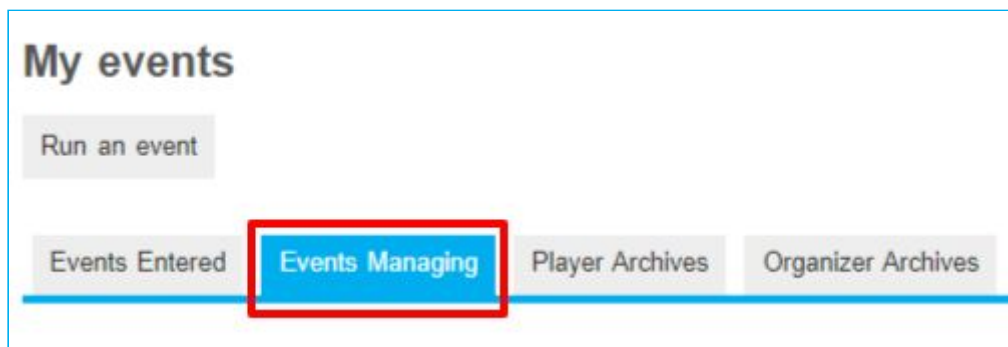 My events
Run an event
Events Entered Events Managing Player Archives Organizer Archives